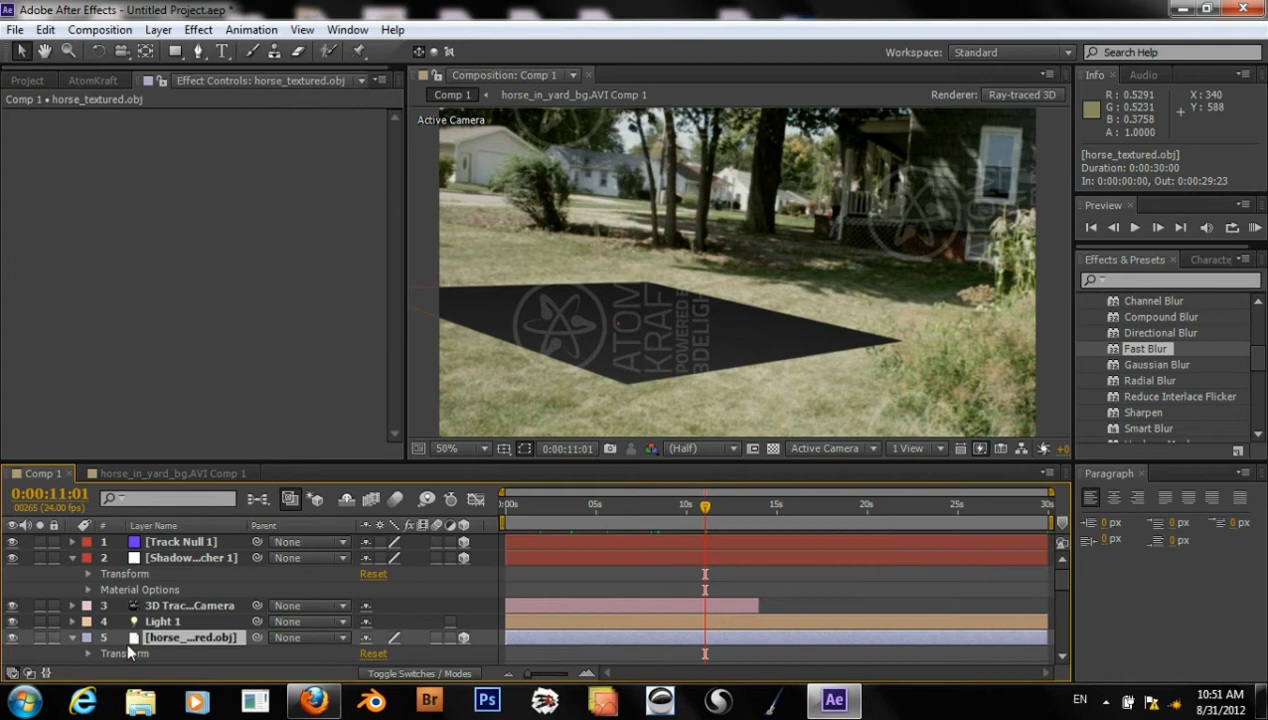 Adobe After Effects - Untitled Project.aep *
File Edit Composition Layer Effect Animation View Window Help
Workspace: Standard Search Help
Project AtomKraft Effect Controls: horse_textured.obj
Comp 1 • horse_textured.obj
Composition: Comp 1
Comp 1 horse_in_yard_bg.AVI Comp 1 Renderer: Ray-traced 3D
Active Camera
ATOM
KRAFT
POWERED B
3DELIGH
50% 0:00:11:01 (Half) Active Camera 1 View +0
Info Audio
R : 0.5291 X : 340
G : 0.5231 Y : 588
B : 0.3758
A : 1.0000
[horse_textured.obj]
Duration: 0:00:30:00
In: 0:00:00:00, Out: 0:00:29:23
Preview
Effects & Presets Characte
Channel Blur
Compound Blur
Directional Blur
Fast Blur
Gaussian Blur
Radial Blur
Reduce Interlace Flicker
Sharpen
Smart Blur
Comp 1 horse_in_yard_bg.AVI Comp 1
0:00:11:01
00265 (24.00 fps)
# Layer Name Parent
:00s 05s 10s 15s 20s 25s 30s
1 [Track Null 1] None
2 [Shadow...cher 1] None
Transform Reset
Material Options
3 3D Trac...Camera None
4 Light 1 None
5 [horse_...red.obj] None
Transform Reset
Toggle Switches / Modes
Paragraph
0 px 0 px 0 px
0 px 0 px
Br Ps Ae
EN 10:51 AM
8/31/2012